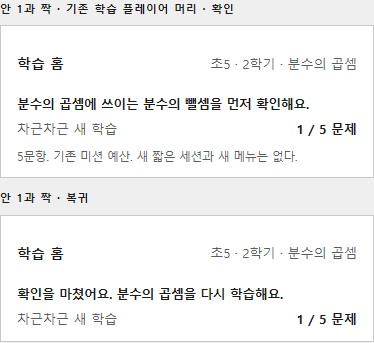 안 1과 짝 · 기존 학습 플레이어 머리 · 확인
학습 홈
초5 · 2학기 · 분수의 곱셈
분수의 곱셈에 쓰이는 분수의 뺄셈을 먼저 확인해요.
차근차근 새 학습
1 / 5 문제
5문항. 기존 미션 예산. 새 짧은 세션과 새 메뉴는 없다.
안 1과 짝 · 복귀
학습 홈
초5 · 2학기 · 분수의 곱셈
확인을 마쳤어요. 분수의 곱셈을 다시 학습해요.
차근차근 새 학습
1 / 5 문제